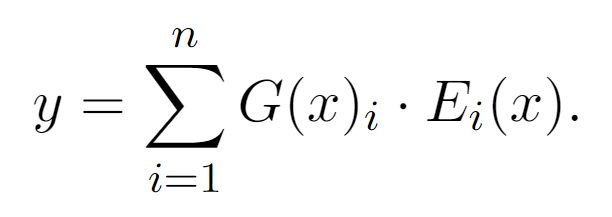 y = \sum_{i=1}^{n} G(x)_i \cdot E_i(x).